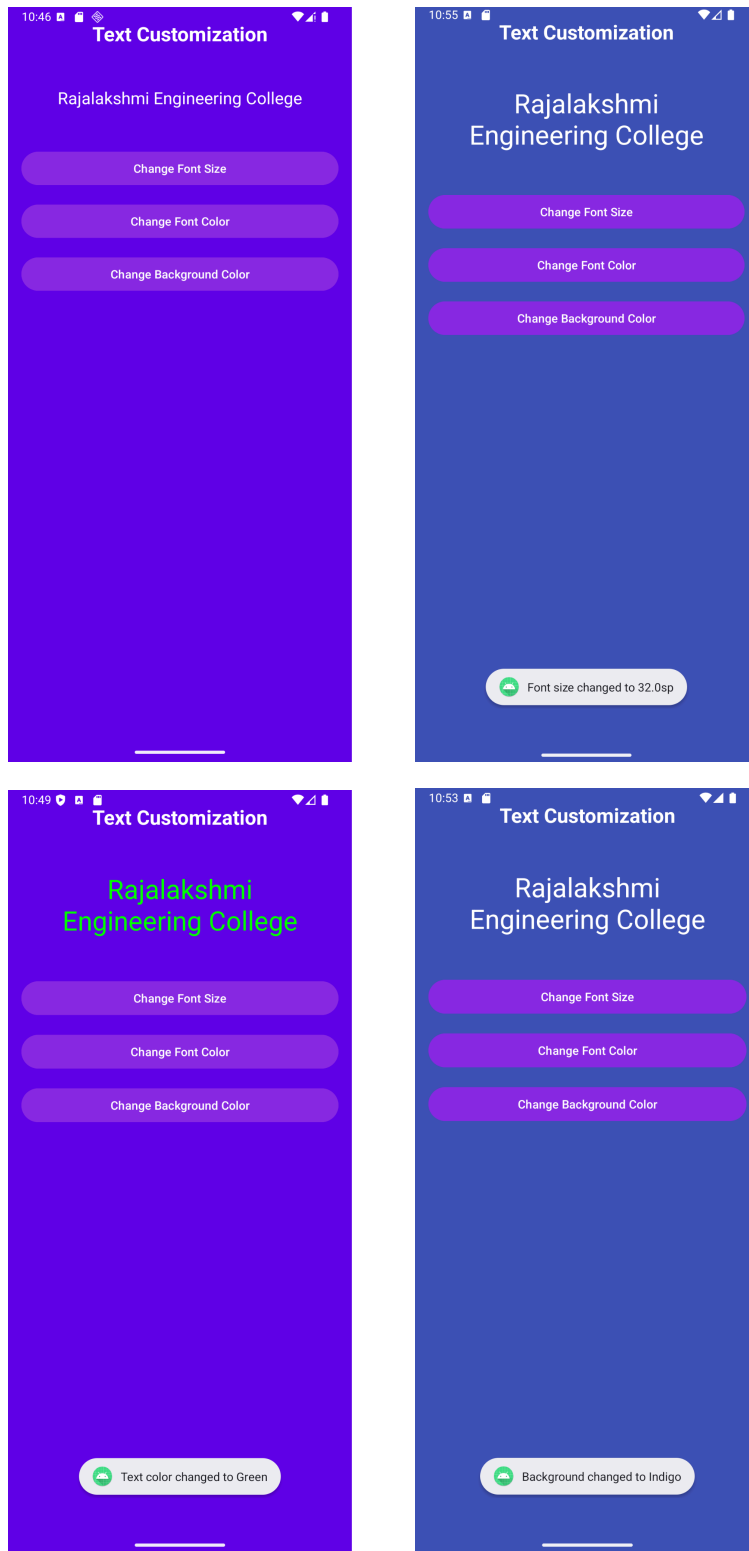 10:46
Text Customization
Rajalakshmi Engineering College
Change Font Size
Change Font Color
Change Background Color
10:55
Text Customization
Rajalakshmi
Engineering College
Change Font Size
Change Font Color
Change Background Color
Font size changed to 32.0sp
10:49
Text Customization
Rajalakshmi
Engineering College
Change Font Size
Change Font Color
Change Background Color
Text color changed to Green
10:53
Text Customization
Rajalakshmi
Engineering College
Change Font Size
Change Font Color
Change Background Color
Background changed to Indigo